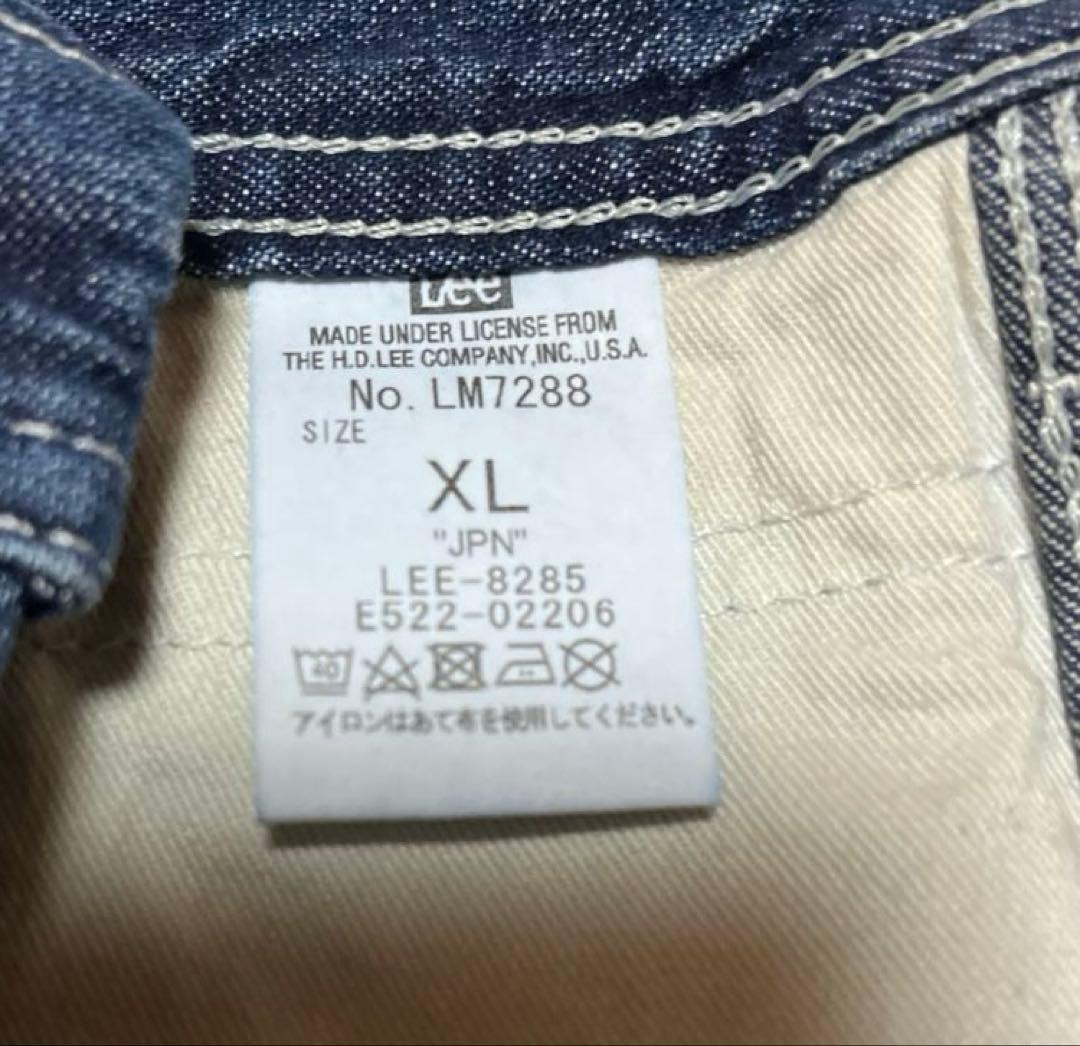 Lee
MADE UNDER LICENSE FROM
THE H.D.LEE COMPANY,INC.,U.S.A.
No. LM7288
SIZE
XL
"JPN"
LEE-8285
E522-02206
40
アイロンはあて布を使用してください。